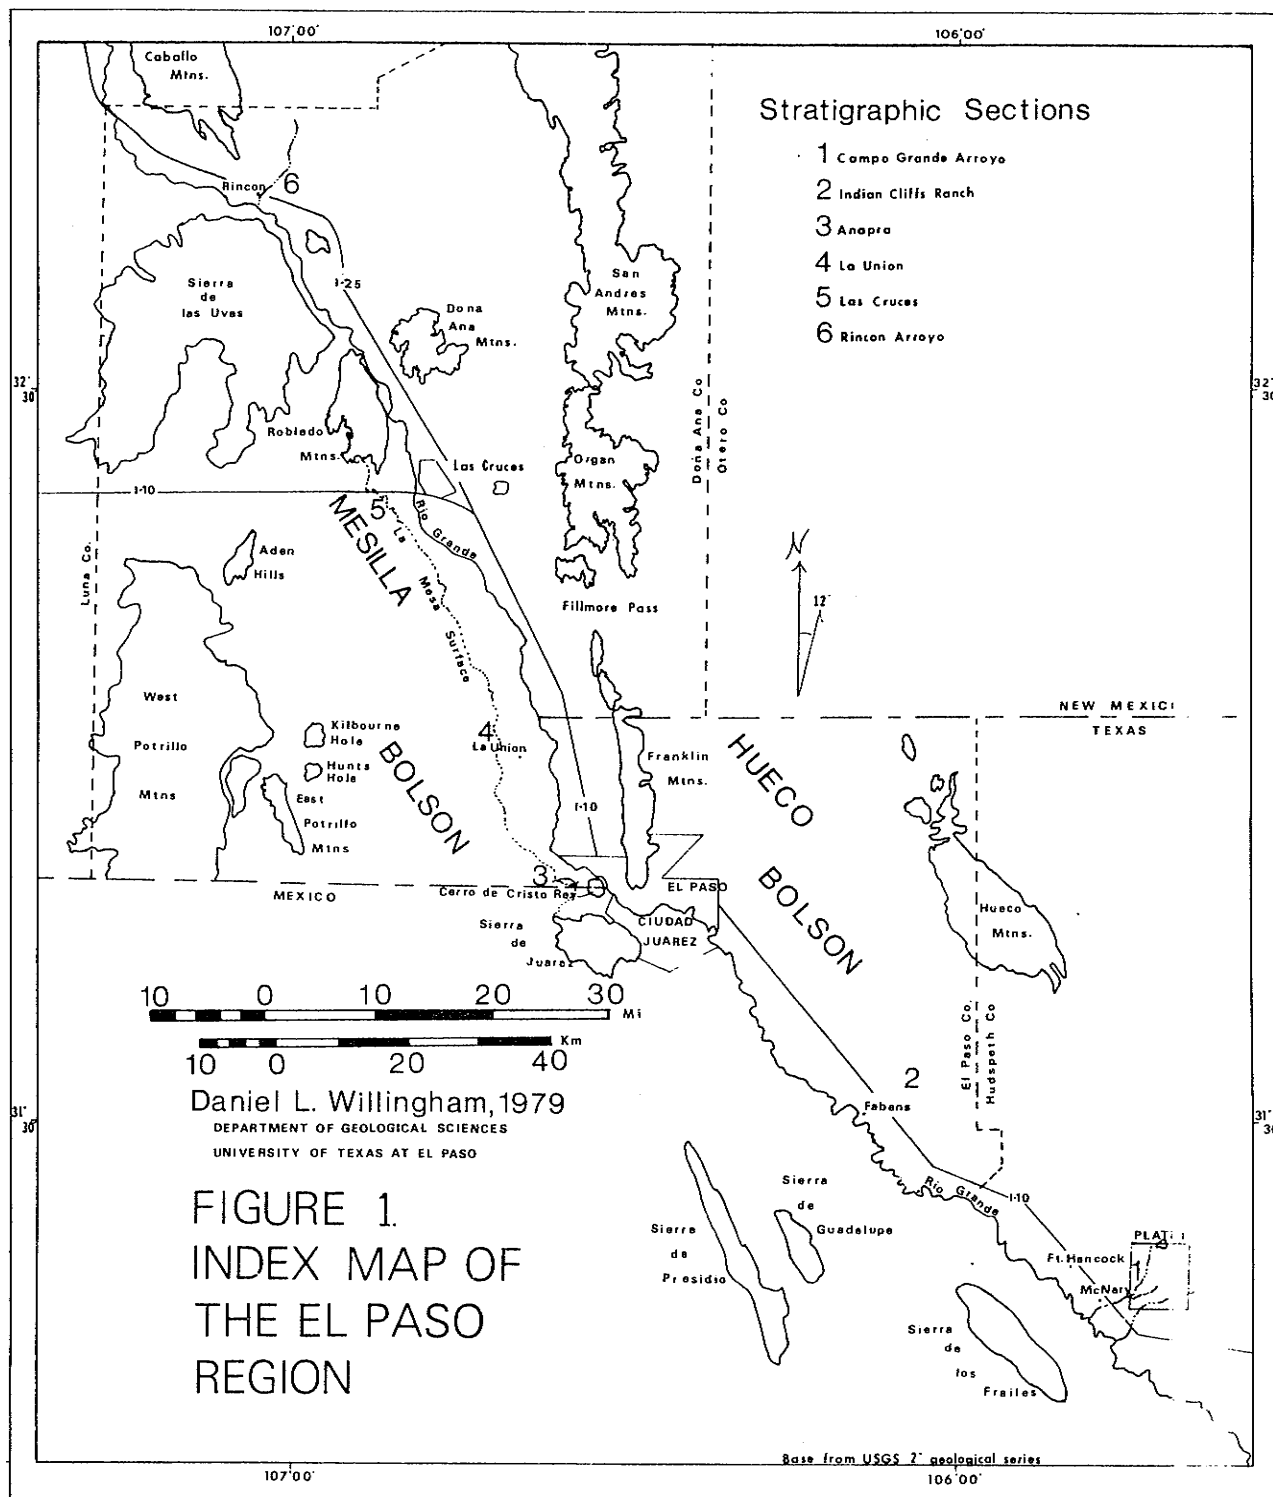 107°00'
106°00'
Caballo
Mtns.
Stratigraphic Sections
1 Campo Grande Arroyo
2 Indian Cliffs Ranch
3 Anapra
4 La Union
5 Las Cruces
6 Rincon Arroyo
Rincon
6
I-25
Sierra
de
las Uvas
Dona
Ana
Mtns.
San
Andres
Mtns.
32°
30'
32°
30
Robledo
Mtns.
Las Cruces
Organ
Mtns.
Doña Ana Co
Otero Co
I-10
5
MESILLA
La Mesa Surface
Rio Grande
Luna Co.
Aden
Hills
Fillmore Pass
N
12°
West
Potrillo
Mtns
Kilbourne
Hole
Hunts
Hole
East
Potrillo
Mtns
BOLSON
4
La Union
NEW MEXICI
TEXAS
Franklin
Mtns.
HUECO
BOLSON
I-10
3
MEXICO
Cerro de Cristo Rey
EL PASO
CIUDAD
JUAREZ
Sierra
de
Juarez
Hueco
Mtns.
10 0 10 20 30
Mi
Km
10 0 20 40
El Paso Co.
Hudspeth Co
2
Fabens
Daniel L. Willingham, 1979
DEPARTMENT OF GEOLOGICAL SCIENCES
UNIVERSITY OF TEXAS AT EL PASO
31°
30'
31°
30
FIGURE 1.
INDEX MAP OF
THE EL PASO
REGION
Sierra
de
Guadelupe
Sierra
de
Presidio
Rio Grande
I-10
Ft. Hancock
McNary
1
Sierra
de
los
Frailes
Base from USGS 2° geological series
107°00'
106°00'